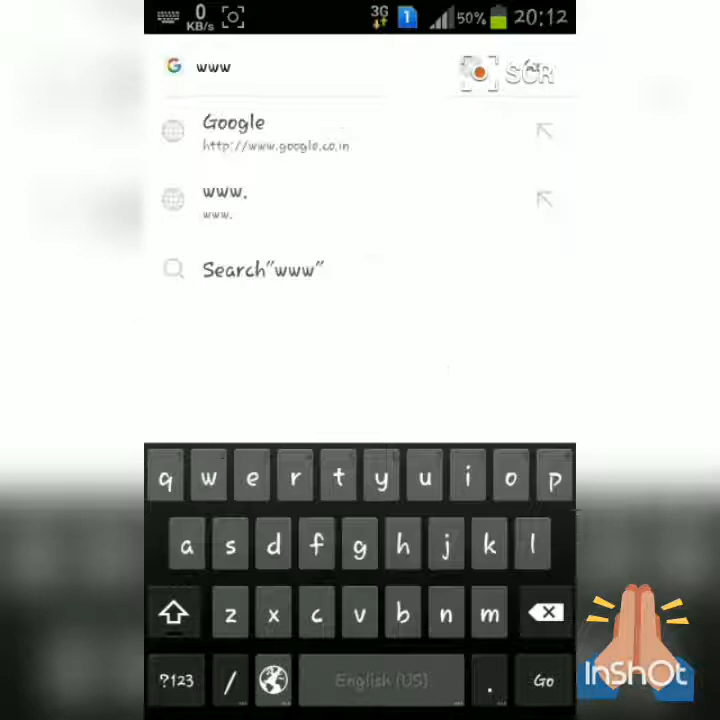 0
KB/s
3G
1
50%
20:12
www
SCR
Google
http://www.google.co.in
www.
www.
Search"www"
q w e r t y u i o p
a s d f g h j k l
z x c v b n m
?123 / English (US) . Go
InShOt